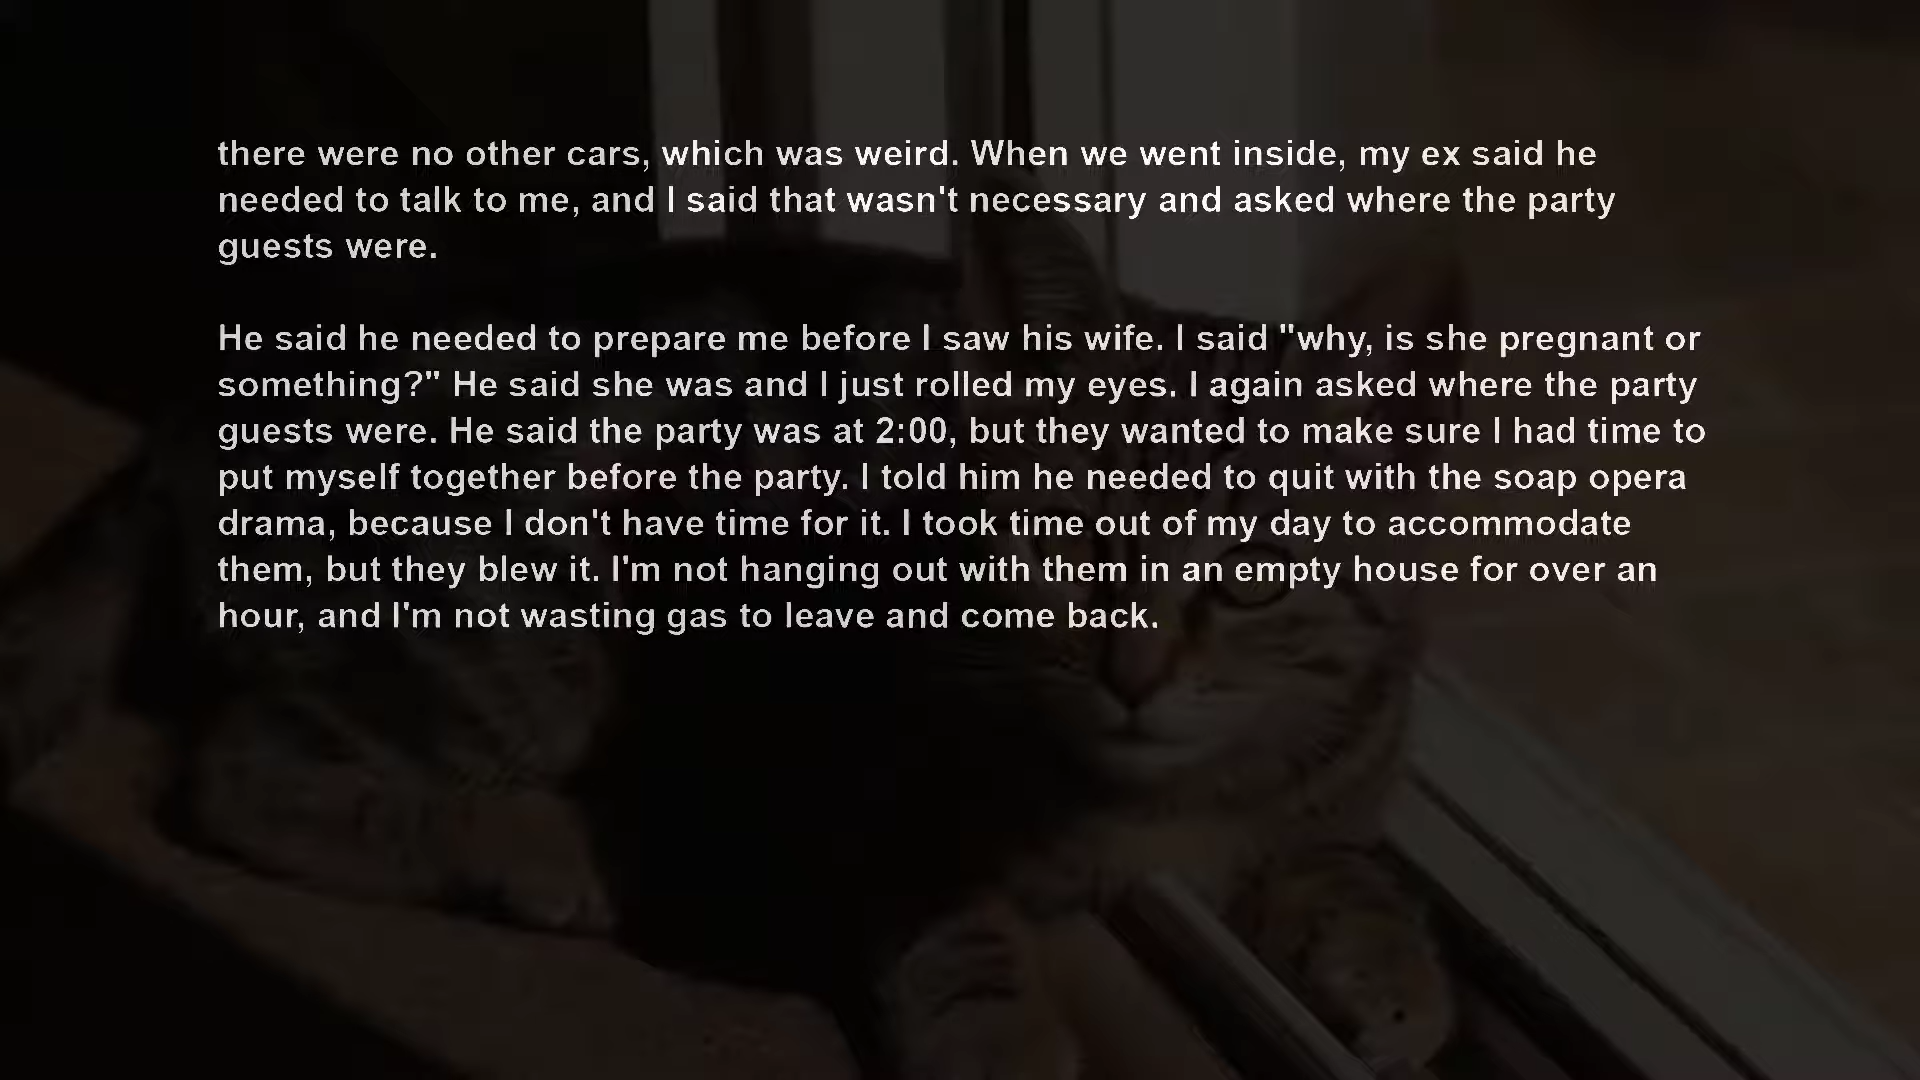 there were no other cars, which was weird. When we went inside, my ex said he
needed to talk to me, and I said that wasn't necessary and asked where the party
guests were.
He said he needed to prepare me before I saw his wife. I said "why, is she pregnant or
something?" He said she was and I just rolled my eyes. I again asked where the party
guests were. He said the party was at 2:00, but they wanted to make sure I had time to
put myself together before the party. I told him he needed to quit with the soap opera
drama, because I don't have time for it. I took time out of my day to accommodate
them, but they blew it. I'm not hanging out with them in an empty house for over an
hour, and I'm not wasting gas to leave and come back.